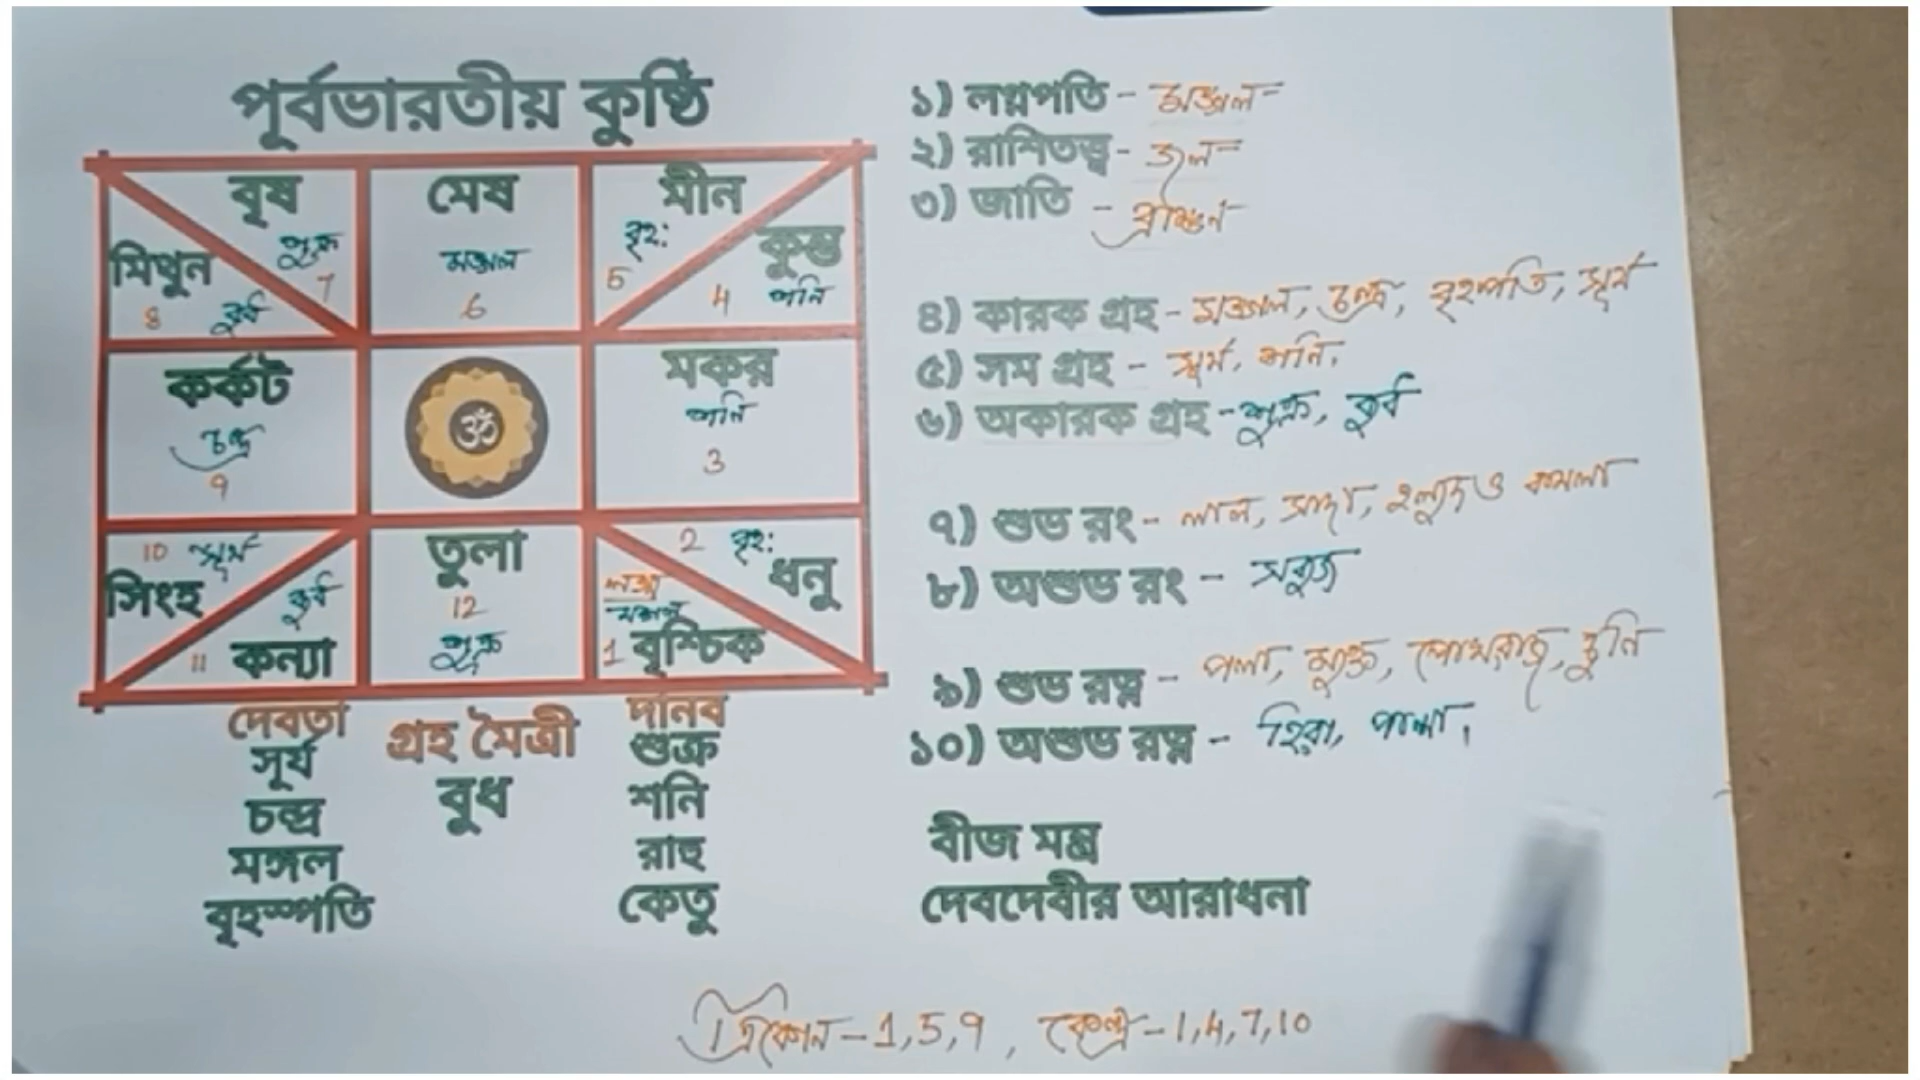 পূর্বভারতীয় কুষ্ঠি
বৃষ
শুক্র
7
মিথুন
8 বুধ
মেষ
মঙ্গল
6
মীন
বৃহ:
5
কুম্ভ
4 শনি
কর্কট
চন্দ্র
9
ॐ
মকর
শনি
3
10 সূর্য
সিংহ
বুধ
11 কন্যা
তুলা
12
শুক্র
2 বৃহ:
ধনু
লগ্ন
মঙ্গল
1 বৃশ্চিক
দেবতা
সূর্য
চন্দ্র
মঙ্গল
বৃহস্পতি
গ্রহ মৈত্রী
বুধ
দানব
শুক্র
শনি
রাহু
কেতু
১) লগ্নপতি - মঙ্গল
২) রাশিতত্ত্ব - জল
৩) জাতি - ব্রাহ্মণ
৪) কারক গ্রহ - মঙ্গল, চন্দ্র, বৃহস্পতি, সূর্য
৫) সম গ্রহ - সূর্য, শনি,
৬) অকারক গ্রহ - শুক্র, বুধ
৭) শুভ রং - লাল, সাদা, হলুদ ও কমলা
৮) অশুভ রং - সবুজ
৯) শুভ রত্ন - পলা, মুক্ত, পোখরাজ, চুনি
১০) অশুভ রত্ন - হিরা, পান্না।
বীজ মন্ত্র
দেবদেবীর আরাধনা
ত্রিকোন - 1,5,9, কেন্দ্র - 1,4,7,10